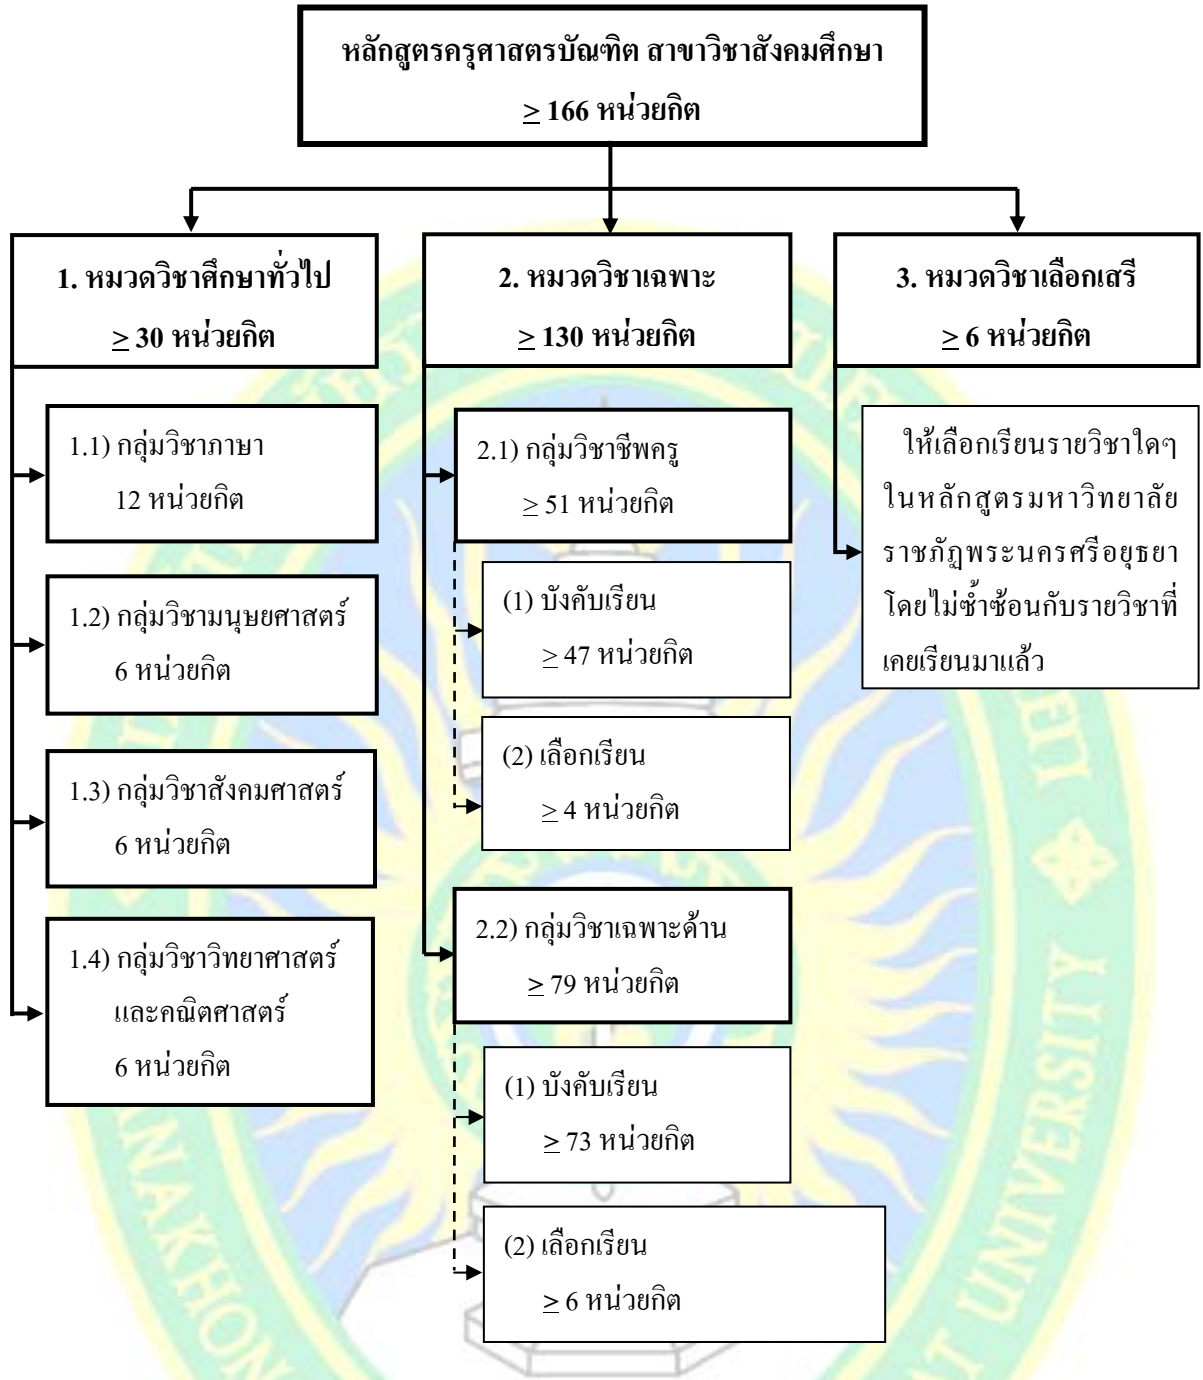 หลักสูตรครุศาสตรบัณฑิต สาขาวิชาสังคมศึกษา
≥ 166 หน่วยกิต
1. หมวดวิชาศึกษาทั่วไป
≥ 30 หน่วยกิต
1.1) กลุ่มวิชาภาษา
12 หน่วยกิต
1.2) กลุ่มวิชามนุษยศาสตร์
6 หน่วยกิต
1.3) กลุ่มวิชาสังคมศาสตร์
6 หน่วยกิต
1.4) กลุ่มวิชาวิทยาศาสตร์
และคณิตศาสตร์
6 หน่วยกิต
2. หมวดวิชาเฉพาะ
≥ 130 หน่วยกิต
2.1) กลุ่มวิชาชีพครู
≥ 51 หน่วยกิต
(1) บังคับเรียน
≥ 47 หน่วยกิต
(2) เลือกเรียน
≥ 4 หน่วยกิต
2.2) กลุ่มวิชาเฉพาะด้าน
≥ 79 หน่วยกิต
(1) บังคับเรียน
≥ 73 หน่วยกิต
(2) เลือกเรียน
≥ 6 หน่วยกิต
3. หมวดวิชาเลือกเสรี
≥ 6 หน่วยกิต
ให้เลือกเรียนรายวิชาใดๆ
ในหลักสูตรมหาวิทยาลัย
ราชภัฏพระนครศรีอยุธยา
โดยไม่ซ้ำซ้อนกับรายวิชาที่
เคยเรียนมาแล้ว
UNIVERSITY